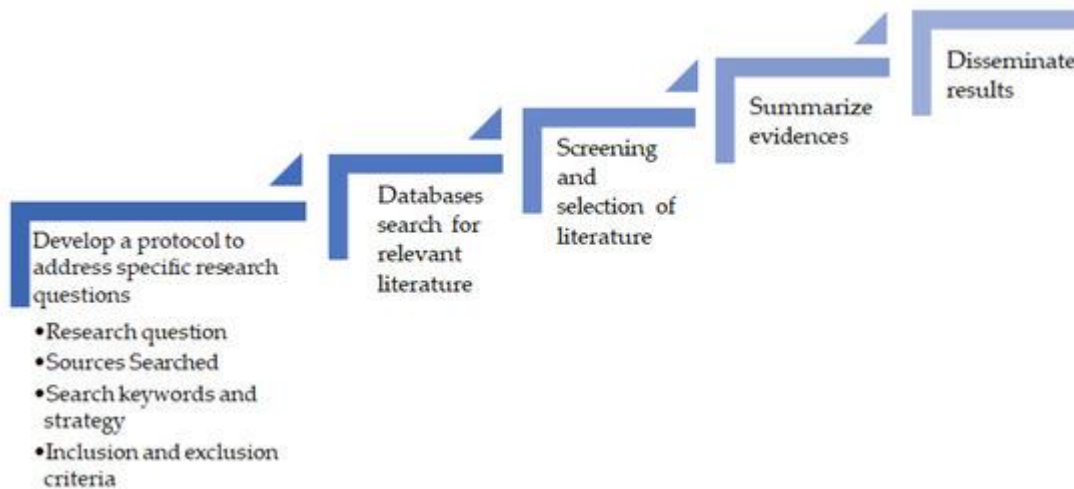 Develop a protocol to
address specific research
questions
•Research question
•Sources Searched
•Search keywords and
strategy
•Inclusion and exclusion
criteria
Databases
search for
relevant
literature
Screening
and
selection of
literature
Summarize
evidences
Disseminate
results